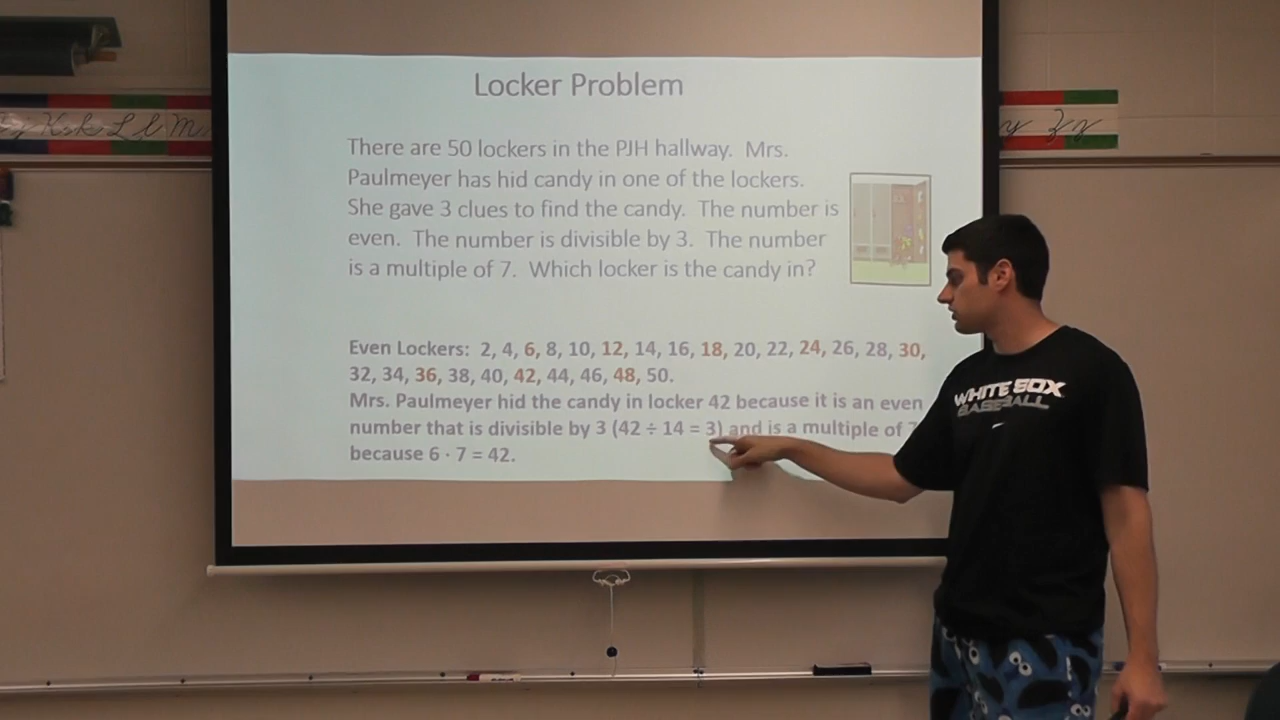 Locker Problem
There are 50 lockers in the PJH hallway. Mrs.
Paulmeyer has hid candy in one of the lockers.
She gave 3 clues to find the candy. The number is
even. The number is divisible by 3. The number
is a multiple of 7. Which locker is the candy in?
Even Lockers: 2, 4, 6, 8, 10, 12, 14, 16, 18, 20, 22, 24, 26, 28, 30,
32, 34, 36, 38, 40, 42, 44, 46, 48, 50.
Mrs. Paulmeyer hid the candy in locker 42 because it is an even
number that is divisible by 3 (42 ÷ 14 = 3) and is a multiple of 7
because 6 · 7 = 42.
Kk Ll M
y Zz
WHITE SOX
BASEBALL